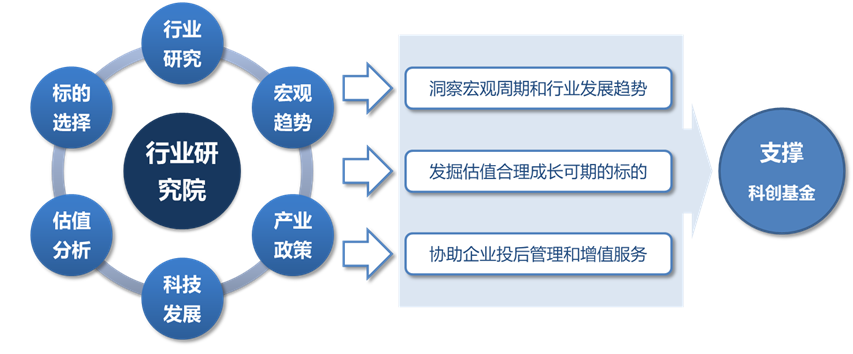 行业
研究
宏观
趋势
产业
政策
科技
发展
估值
分析
标的
选择
行业研
究院
洞察宏观周期和行业发展趋势
发掘估值合理成长可期的标的
协助企业投后管理和增值服务
支撑
科创基金